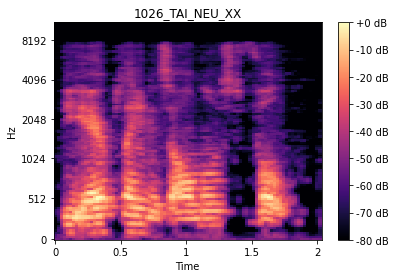 1026_TAI_NEU_XX
+0 dB
8192
-10 dB
4096
-20 dB
-30 dB
2048
-40 dB
Hz
1024
-50 dB
512
-60 dB
-70 dB
0
-80 dB
0
0.5
1
1.5
2
Time